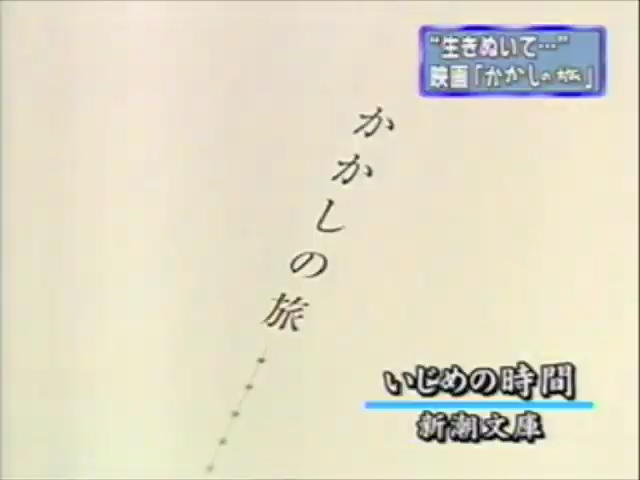 “生きぬいて…”
映画「かかしの旅」
かかしの旅
いじめの時間
新潮文庫